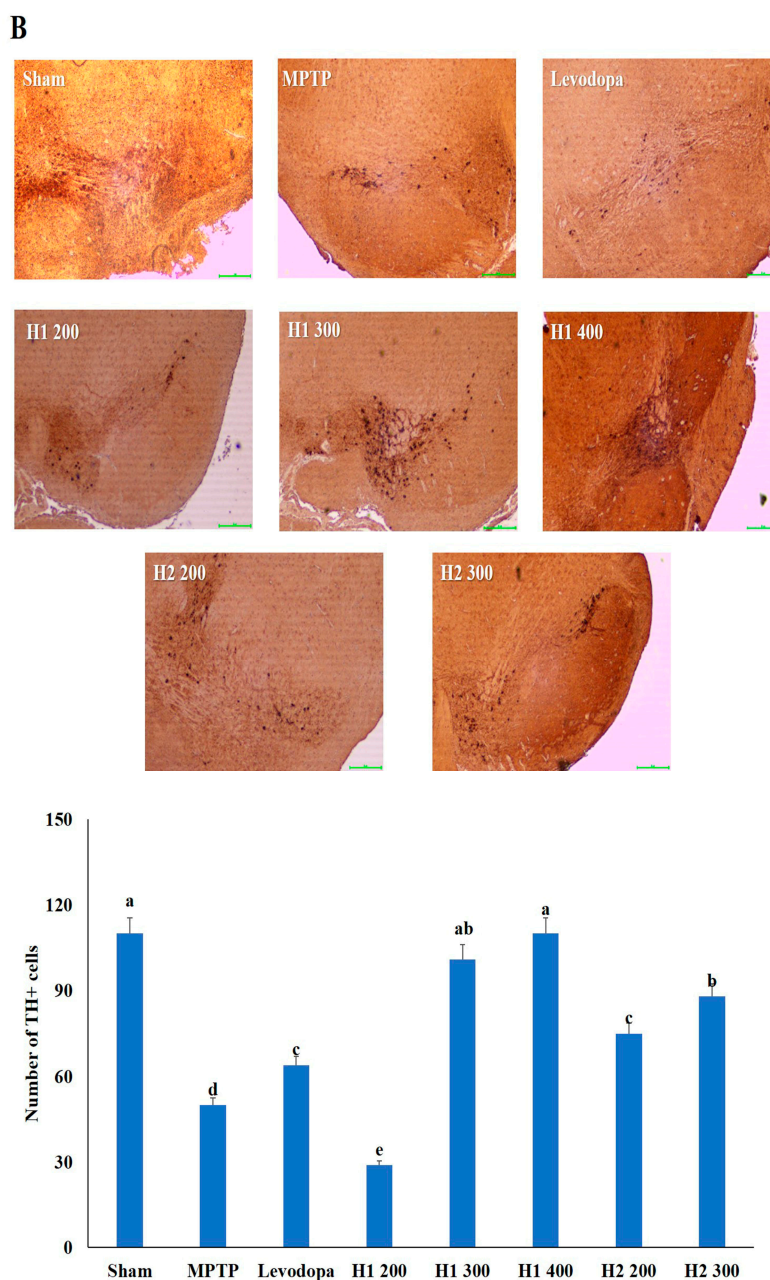 B
Sham
MPTP
Levodopa
H1 200
H1 300
H1 400
H2 200
H2 300
150
120
90
60
30
0
Number of TH+ cells
a
d
c
e
ab
a
c
b
Sham
MPTP
Levodopa
H1 200
H1 300
H1 400
H2 200
H2 300